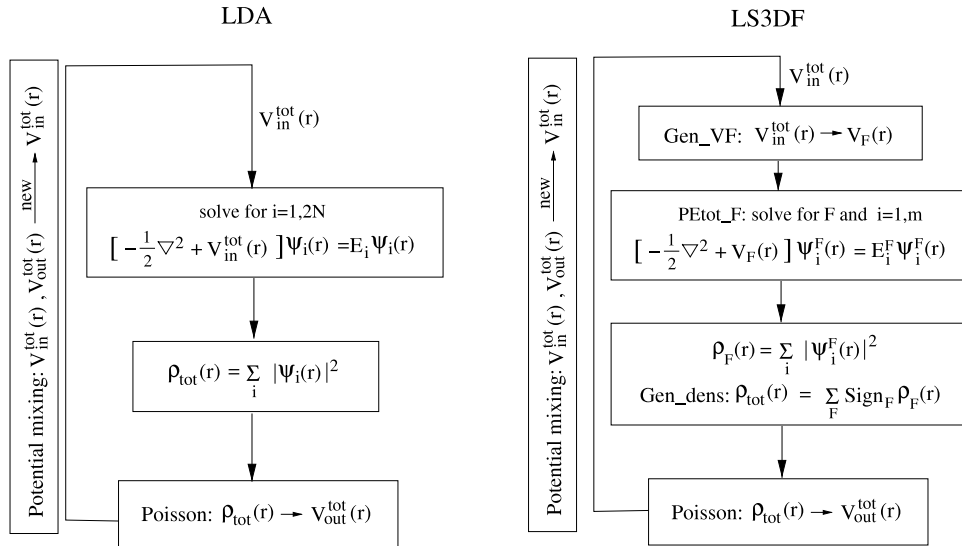 LDA
Potential mixing: V_in^tot(r) , V_out^tot(r) —new→ V_in^tot(r)
V_in^tot(r)
solve for i=1,2N
[ -1/2 ▽² + V_in^tot(r) ]Ψ_i(r) =E_i Ψ_i(r)
ρ_tot(r) = Σ_i |Ψ_i(r)|²
Poisson: ρ_tot(r) → V_out^tot(r)
LS3DF
Potential mixing: V_in^tot(r) , V_out^tot(r) —new→ V_in^tot(r)
V_in^tot(r)
Gen_VF: V_in^tot(r) → V_F(r)
PEtot_F: solve for F and i=1,m
[ -1/2 ▽² + V_F(r) ] Ψ_i^F(r) = E_i^F Ψ_i^F(r)
ρ_F(r) = Σ_i |Ψ_i^F(r)|²
Gen_dens: ρ_tot(r) = Σ_F Sign_F ρ_F(r)
Poisson: ρ_tot(r) → V_out^tot(r)